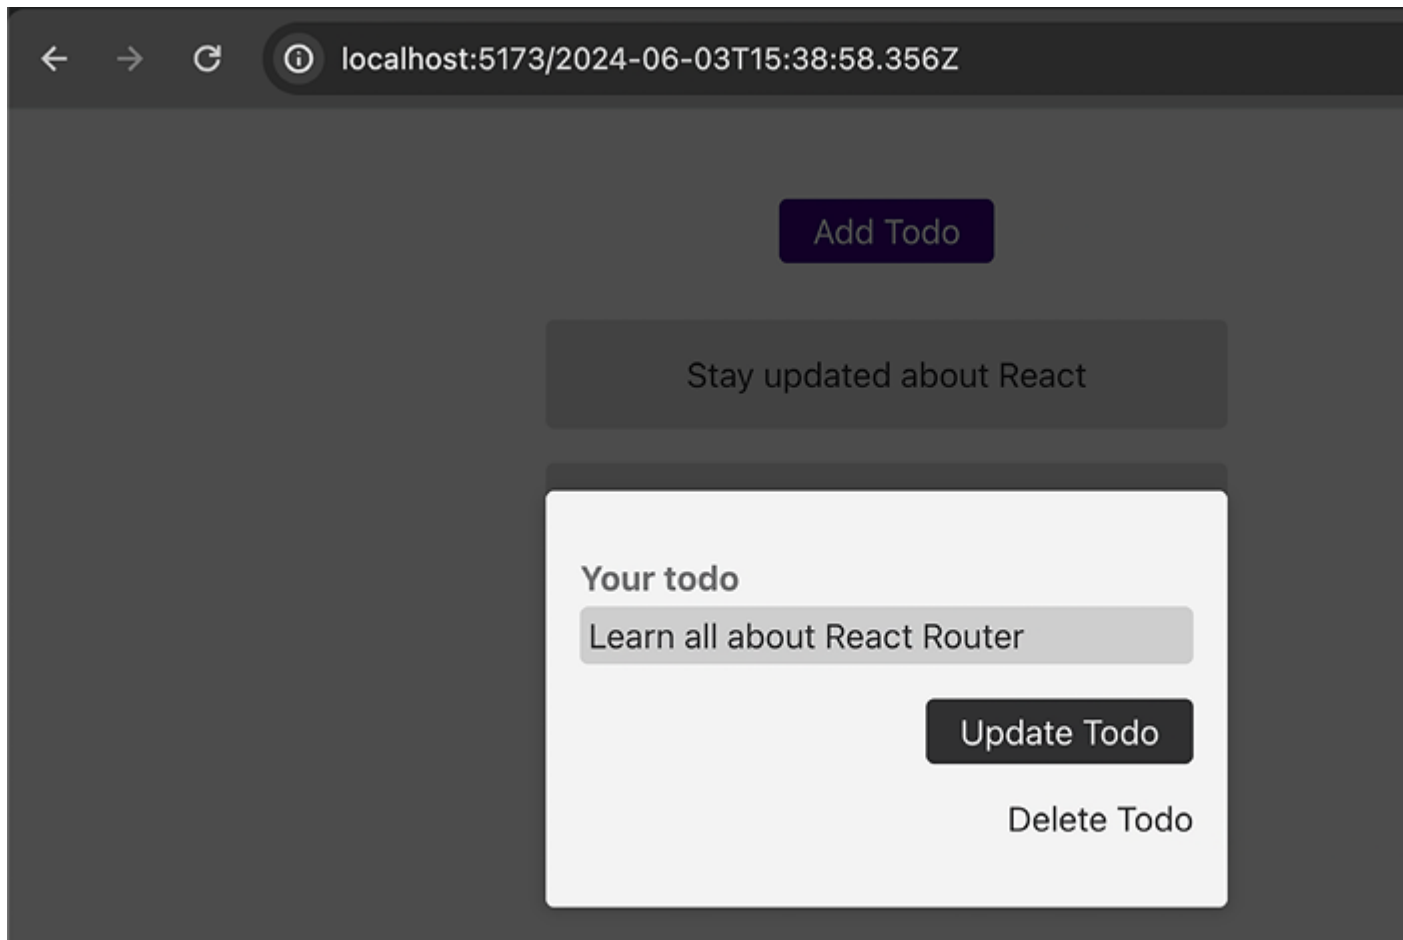 localhost:5173/2024-06-03T15:38:58.356Z
Add Todo
Stay updated about React
Your todo
Learn all about React Router
Update Todo
Delete Todo